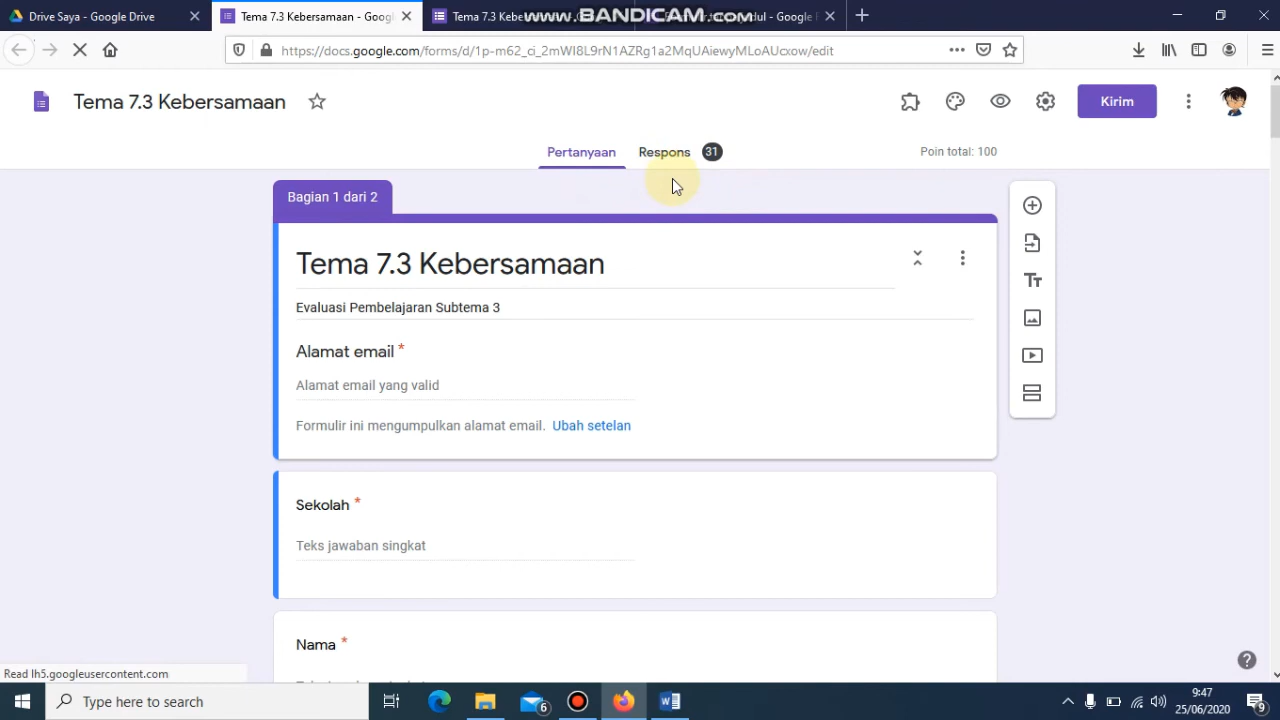 Drive Saya - Google Drive
Tema 7.3 Kebersamaan - Googl
Tema 7.3 Kebersamaan
www.BANDICAM.com
dul - Google F
https://docs.google.com/forms/d/1p-m62_ci_2mWI8L9rN1AZRg1a2MqUAiewyMLoAUcxow/edit
Tema 7.3 Kebersamaan
Kirim
Pertanyaan
Respons 31
Poin total: 100
Bagian 1 dari 2
Tema 7.3 Kebersamaan
Evaluasi Pembelajaran Subtema 3
Alamat email *
Alamat email yang valid
Formulir ini mengumpulkan alamat email. Ubah setelan
Sekolah *
Teks jawaban singkat
Nama *
Read lh5.googleusercontent.com
Type here to search
6
9:47
25/06/2020
9